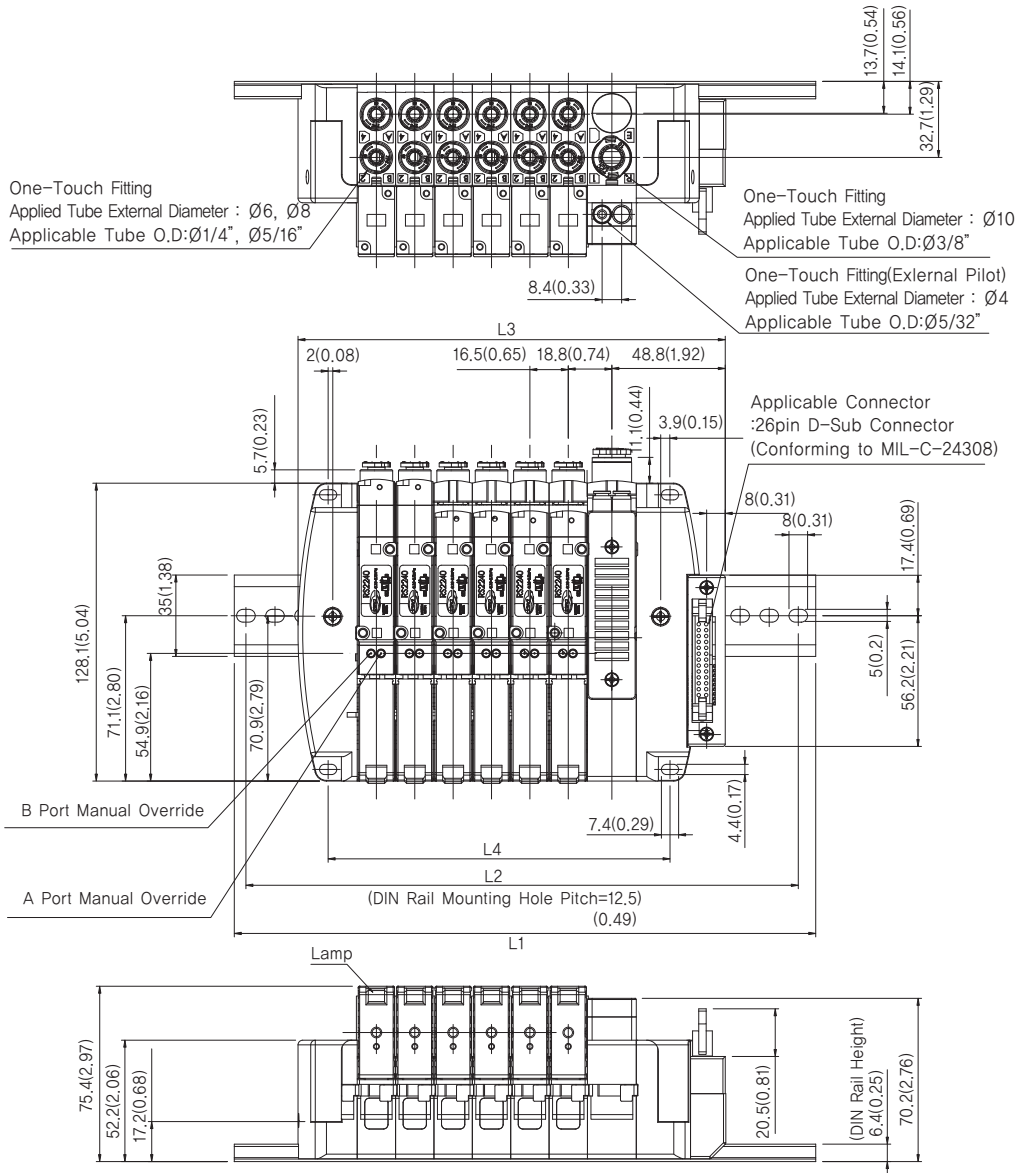 13.7(0.54)
14.1(0.56)
32.7(1.29)
One-Touch Fitting
Applied Tube External Diameter : Ø6, Ø8
Applicable Tube O.D:Ø1/4", Ø5/16"
One-Touch Fitting
Applied Tube External Diameter : Ø10
Applicable Tube O.D:Ø3/8"
One-Touch Fitting(Exlernal Pilot)
Applied Tube External Diameter : Ø4
Applicable Tube O.D:Ø5/32"
8.4(0.33)
L3
2(0.08)
16.5(0.65)
18.8(0.74)
48.8(1.92)
11.1(0.44)
3.9(0.15)
Applicable Connector
:26pin D-Sub Connector
(Conforming to MIL-C-24308)
5.7(0.23)
8(0.31)
8(0.31)
17.4(0.69)
128.1(5.04)
35(1.38)
71.1(2.80)
54.9(2.16)
70.9(2.79)
RS2240
RS2240
RS2240
RS2240
RS2240
RS2240
5(0.2)
56.2(2.21)
B Port Manual Override
7.4(0.29)
4.4(0.17)
L4
A Port Manual Override
L2
(DIN Rail Mounting Hole Pitch=12.5)
(0.49)
L1
Lamp
75.4(2.97)
52.2(2.06)
17.2(0.68)
20.5(0.81)
(DIN Rail Height)
6.4(0.25)
70.2(2.76)